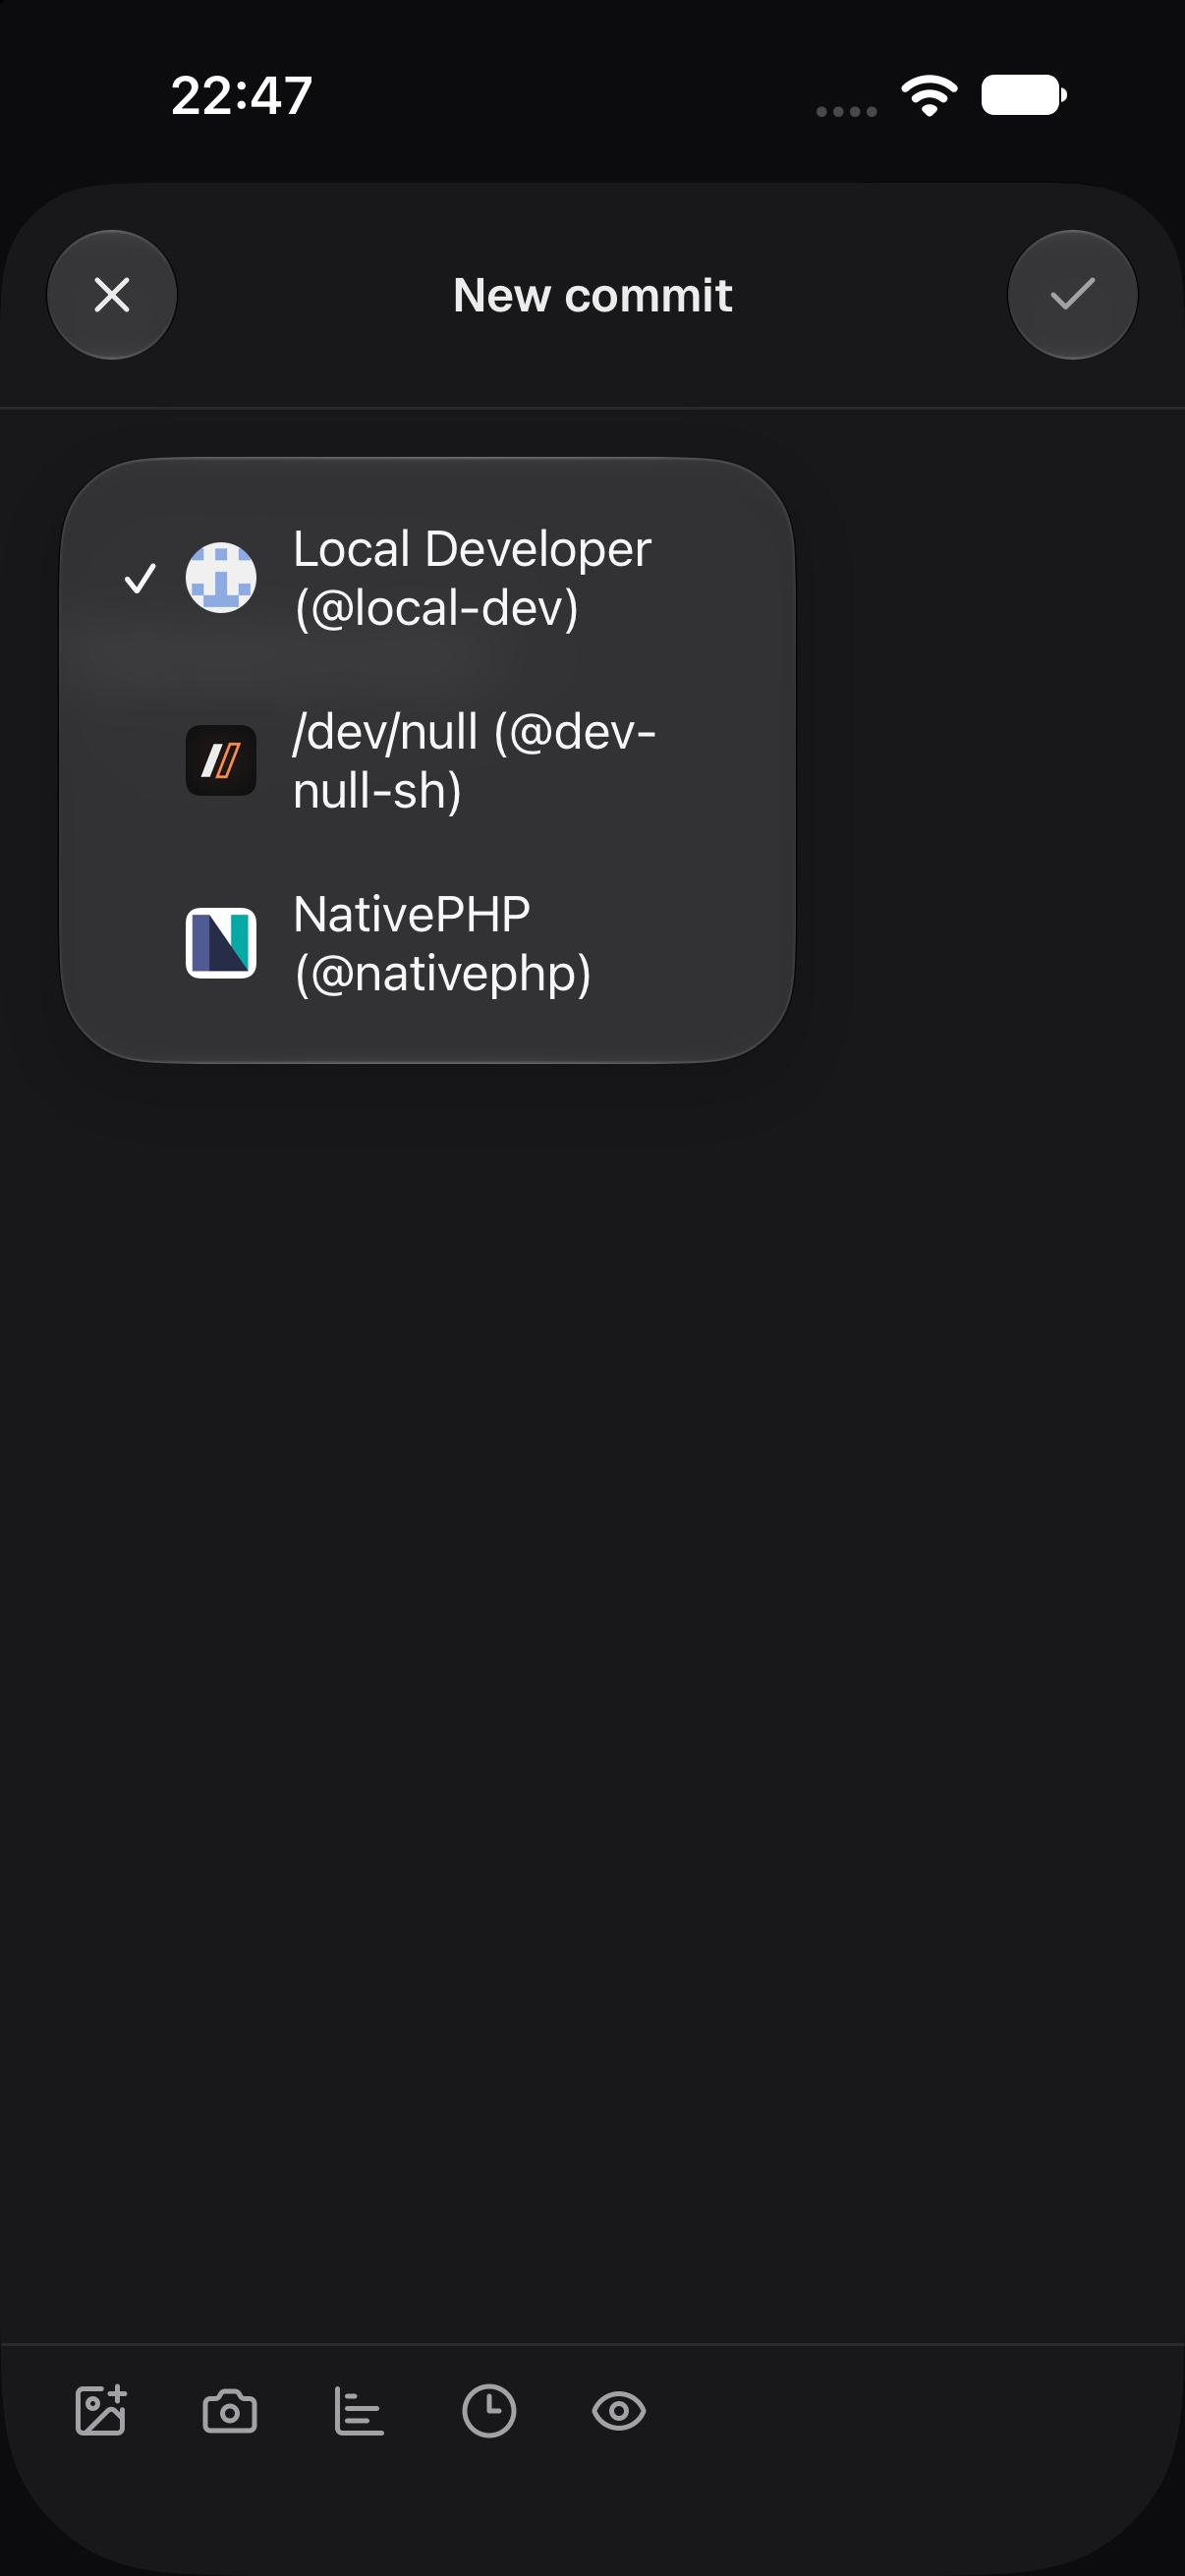 22:47
New commit
Local Developer
(@local-dev)
/dev/null (@dev-
null-sh)
NativePHP
(@nativephp)